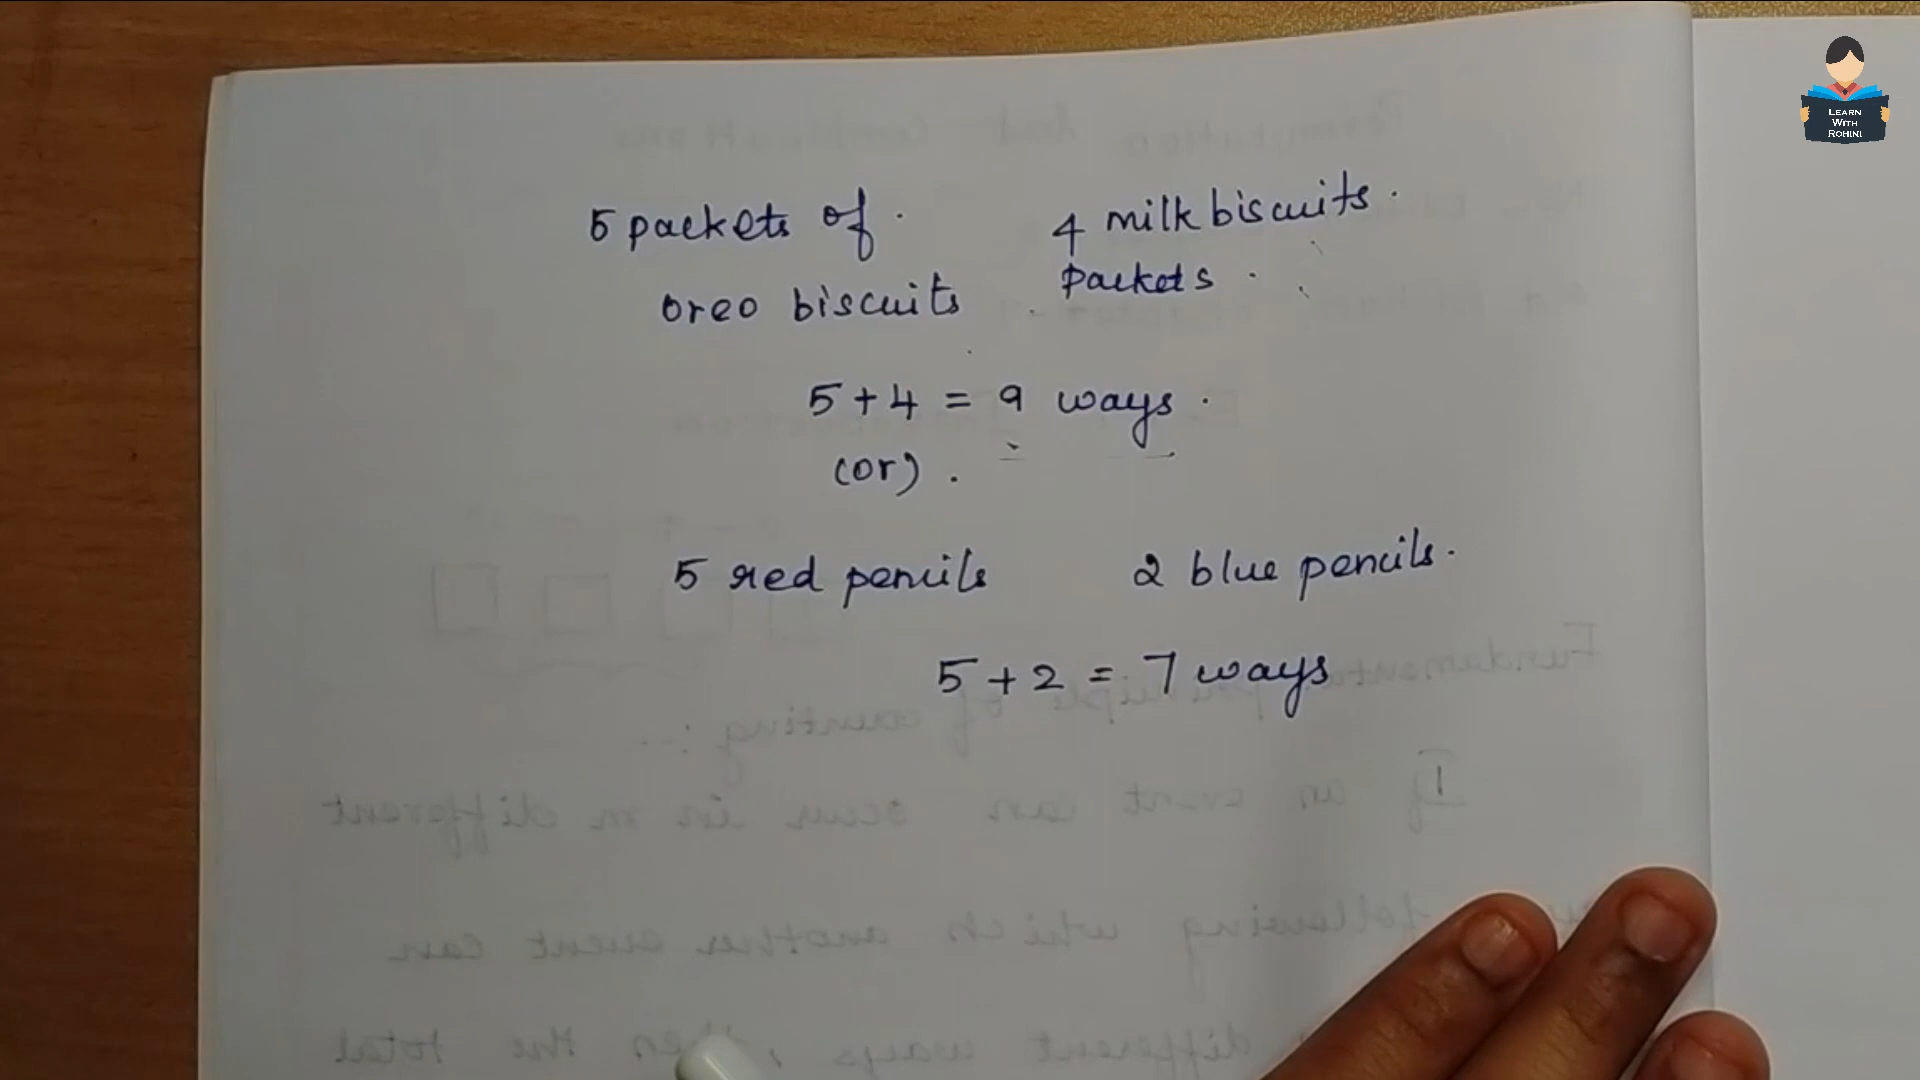 LEARN
WITH
ROHINI
5 packets of
oreo biscuits
4 milk biscuits.
packets
5+4 = 9 ways.
(or).
5 red pencils
2 blue pencils.
5+2 = 7 ways